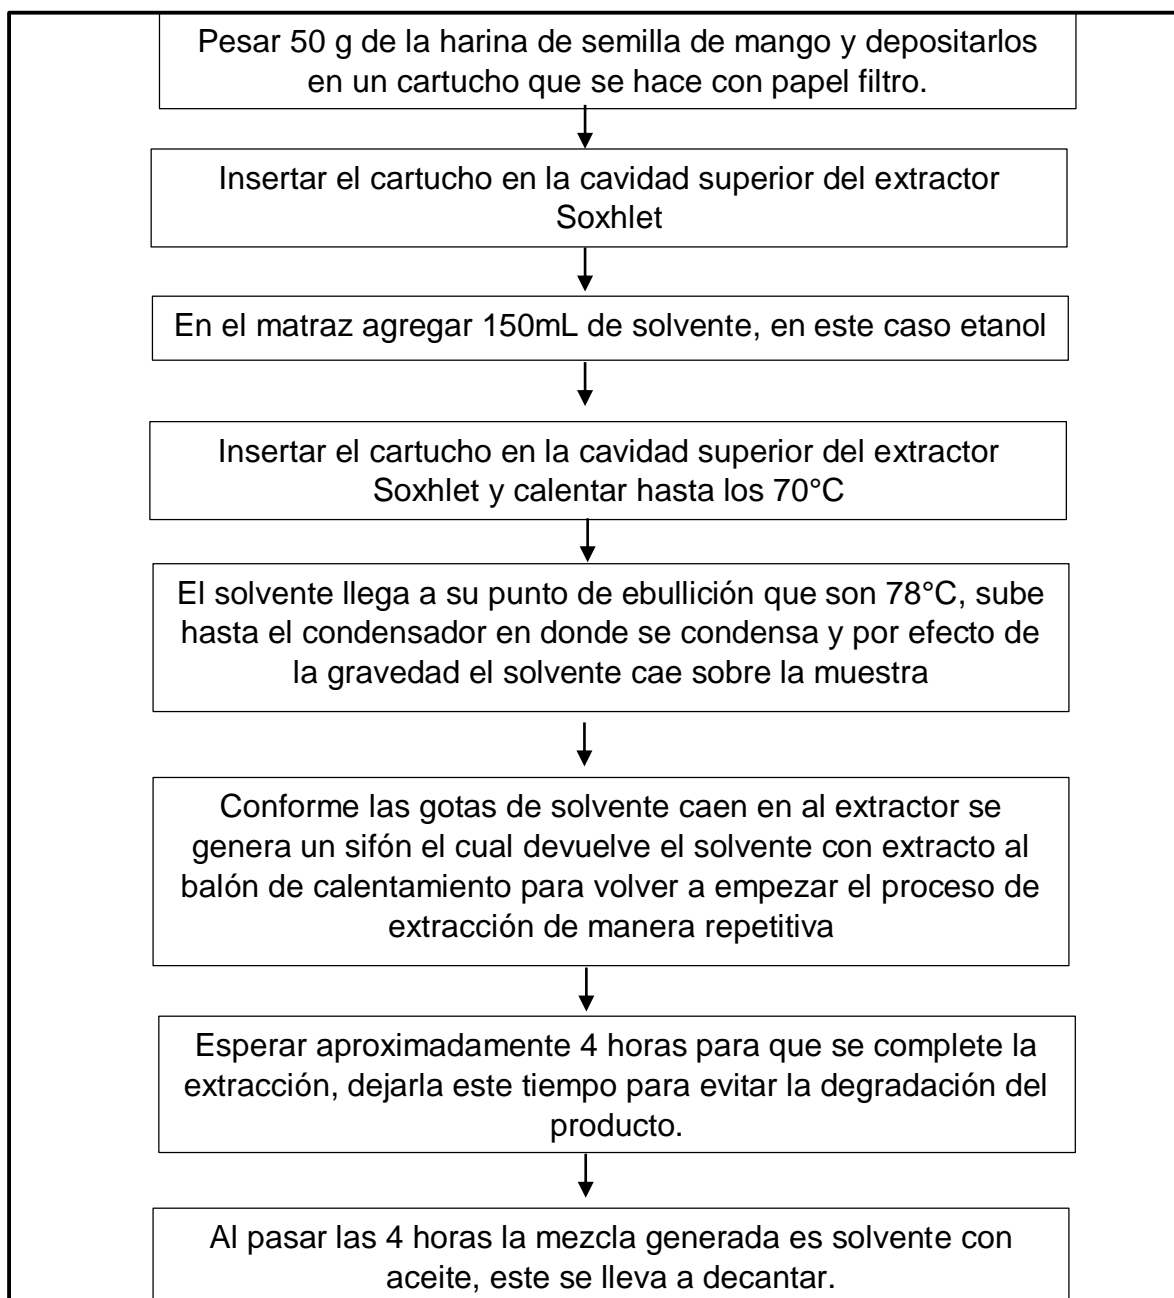 Pesar 50 g de la harina de semilla de mango y depositarlos
en un cartucho que se hace con papel filtro.
Insertar el cartucho en la cavidad superior del extractor
Soxhlet
En el matraz agregar 150mL de solvente, en este caso etanol
Insertar el cartucho en la cavidad superior del extractor
Soxhlet y calentar hasta los 70°C
El solvente llega a su punto de ebullición que son 78°C, sube
hasta el condensador en donde se condensa y por efecto de
la gravedad el solvente cae sobre la muestra
Conforme las gotas de solvente caen en al extractor se
genera un sifón el cual devuelve el solvente con extracto al
balón de calentamiento para volver a empezar el proceso de
extracción de manera repetitiva
Esperar aproximadamente 4 horas para que se complete la
extracción, dejarla este tiempo para evitar la degradación del
producto.
Al pasar las 4 horas la mezcla generada es solvente con
aceite, este se lleva a decantar.